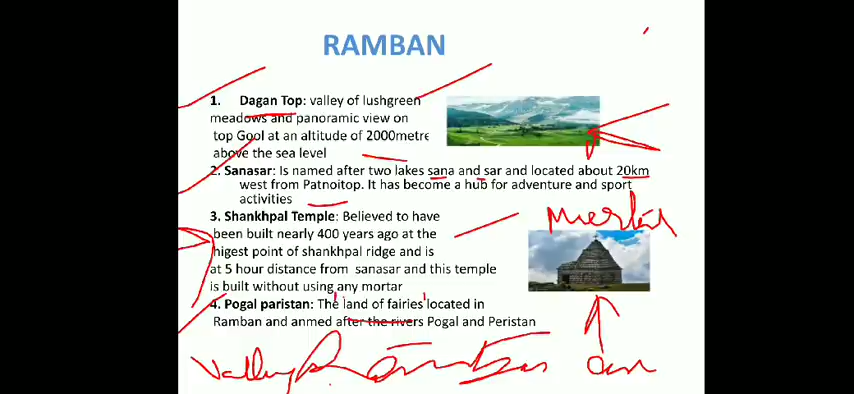 RAMBAN
1. Dagan Top: valley of lushgreen
meadows and panoramic view on
top Gool at an altitude of 2000metre
above the sea level
2. Sanasar: Is named after two lakes sana and sar and located about 20km
west from Patnoitop. It has become a hub for adventure and sport
activities
3. Shankhpal Temple: Believed to have
been built nearly 400 years ago at the
higest point of shankhpal ridge and is
at 5 hour distance from sanasar and this temple
is built without using any mortar
4. Pogal paristan: The 'land of fairies' located in
Ramban and anmed after the rivers Pogal and Peristan
Valley